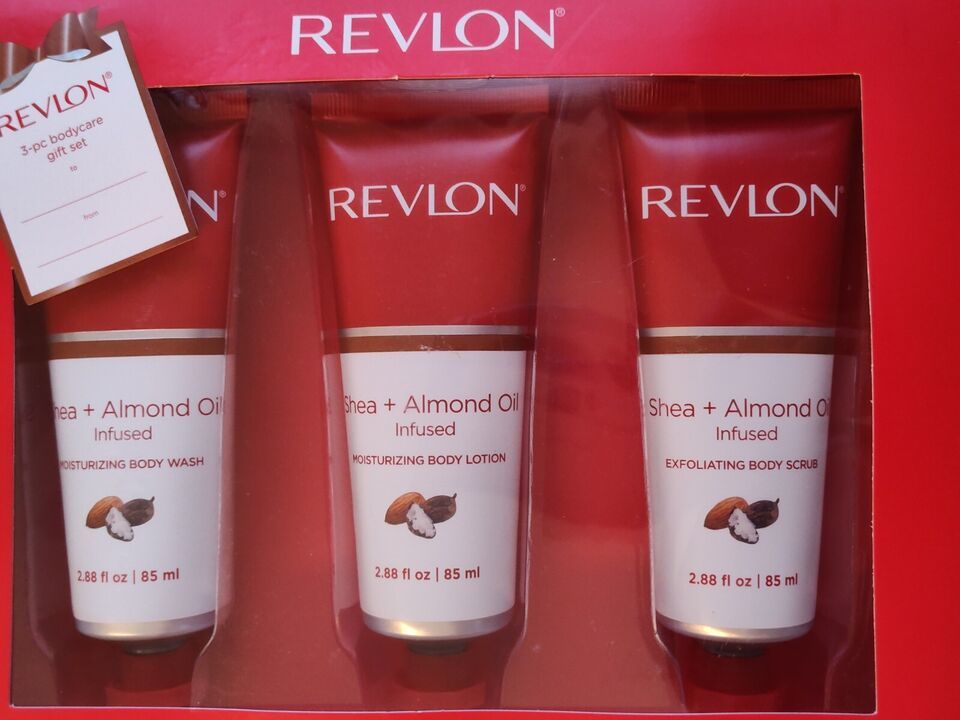 REVLON®
REVLON®
3-pc bodycare
gift set
to
from
N®
hea + Almond Oil
Infused
MOISTURIZING BODY WASH
2.88 fl oz | 85 ml
REVLON®
Shea + Almond Oil
Infused
MOISTURIZING BODY LOTION
2.88 fl oz | 85 ml
REVLON®
Shea + Almond Oil
Infused
EXFOLIATING BODY SCRUB
2.88 fl oz | 85 ml